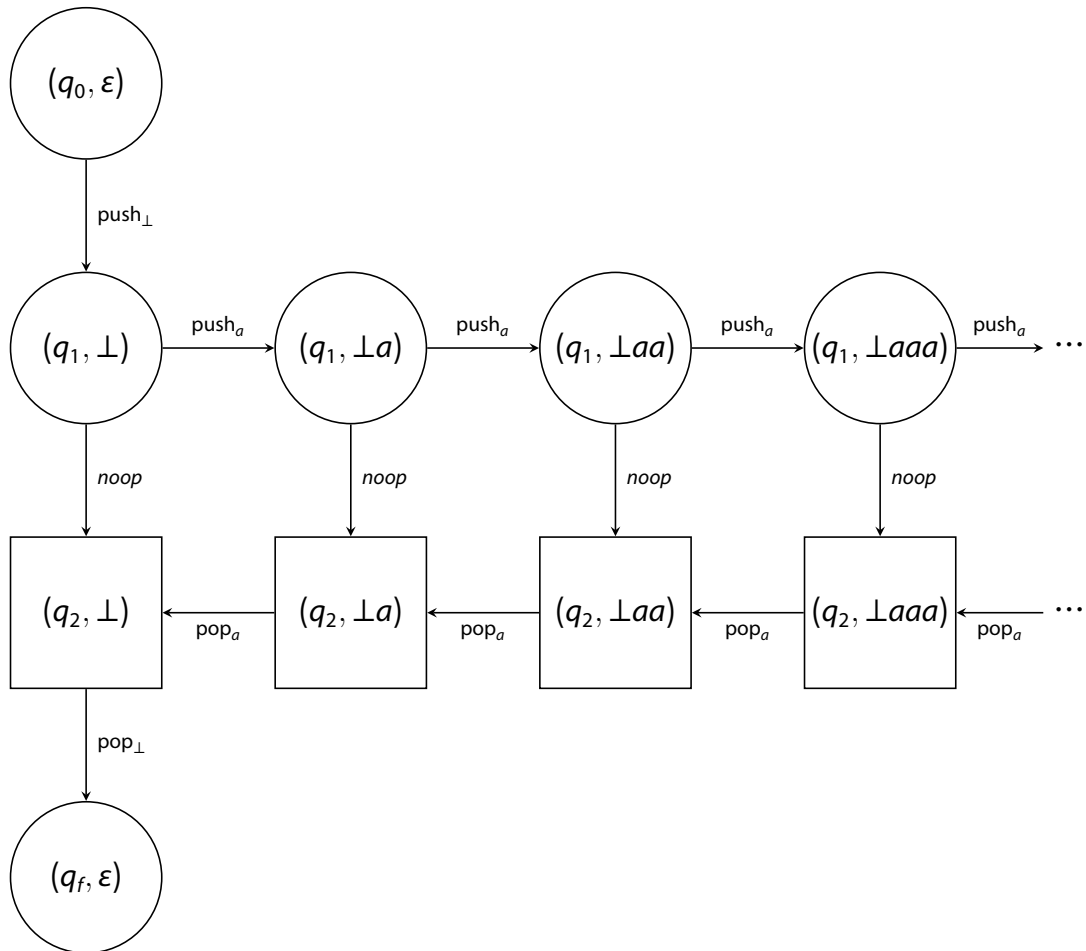 (q₀, ε)
push⊥
(q₁, ⊥) pushₐ (q₁, ⊥a) pushₐ (q₁, ⊥aa) pushₐ (q₁, ⊥aaa) pushₐ ···
noop noop noop noop
(q₂, ⊥) popₐ (q₂, ⊥a) popₐ (q₂, ⊥aa) popₐ (q₂, ⊥aaa) popₐ ···
pop⊥
(q_f, ε)